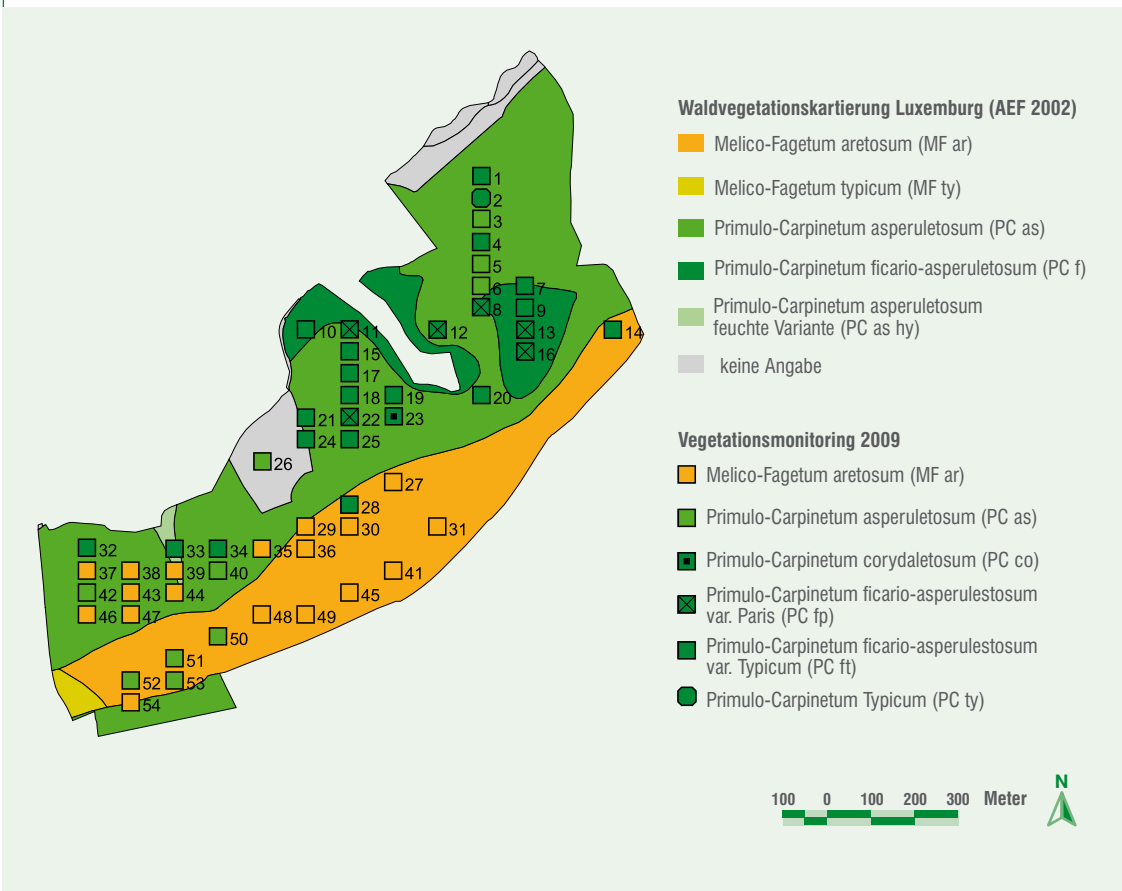 1
2
3
4
5
6 7
8 9
10 11 12 13 14
15 16
17
18 19 20
21 22 23
24 25
26
27
28
29 30 31
32 33 34 35 36
37 38 39 40 41
42 43 44 45
46 47 48 49
50
51
52 53
54
Waldvegetationskartierung Luxemburg (AEF 2002)
Melico-Fagetum aretosum (MF ar)
Melico-Fagetum typicum (MF ty)
Primulo-Carpinetum asperuletosum (PC as)
Primulo-Carpinetum ficario-asperuletosum (PC f)
Primulo-Carpinetum asperuletosum
feuchte Variante (PC as hy)
keine Angabe
Vegetationsmonitoring 2009
Melico-Fagetum aretosum (MF ar)
Primulo-Carpinetum asperuletosum (PC as)
Primulo-Carpinetum corydaletosum (PC co)
Primulo-Carpinetum ficario-asperulestosum
var. Paris (PC fp)
Primulo-Carpinetum ficario-asperulestosum
var. Typicum (PC ft)
Primulo-Carpinetum Typicum (PC ty)
100 0 100 200 300 Meter
N